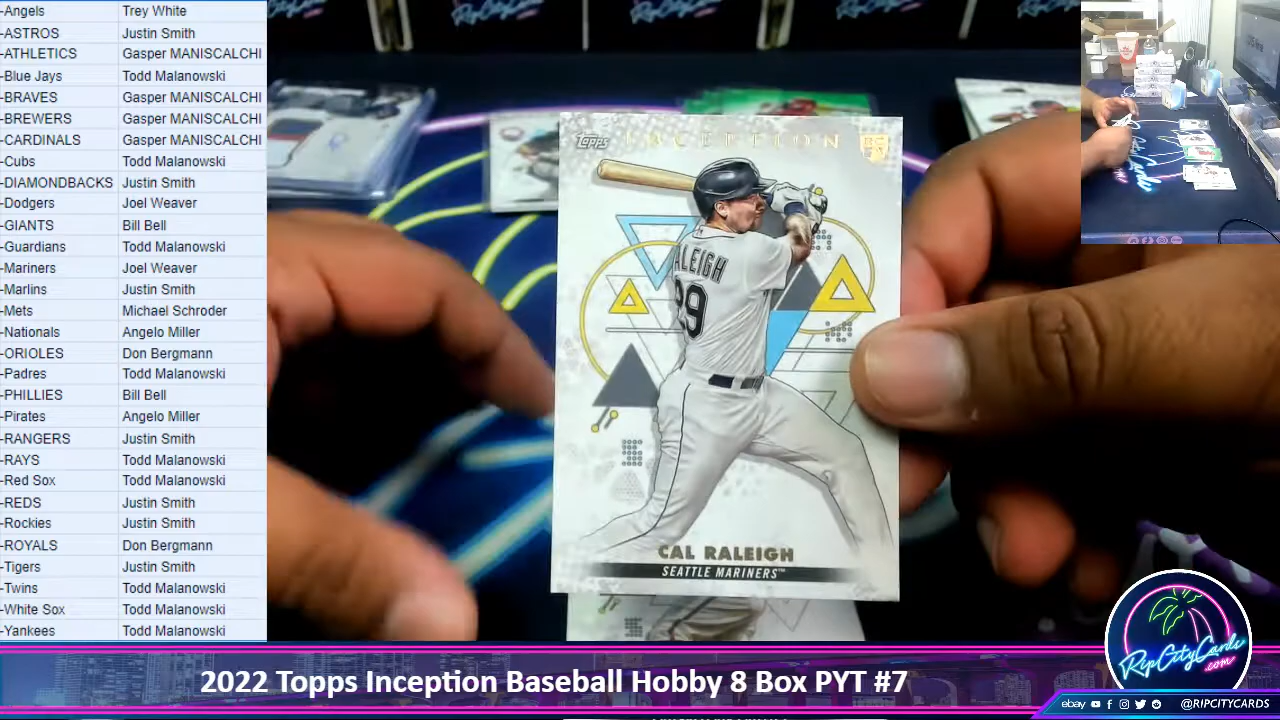 -Angels Trey White
-ASTROS Justin Smith
-ATHLETICS Gasper MANISCALCHI
-Blue Jays Todd Malanowski
-BRAVES Gasper MANISCALCHI
-BREWERS Gasper MANISCALCHI
-CARDINALS Gasper MANISCALCHI
-Cubs Todd Malanowski
-DIAMONDBACKS Justin Smith
-Dodgers Joel Weaver
-GIANTS Bill Bell
-Guardians Todd Malanowski
-Mariners Joel Weaver
-Marlins Justin Smith
-Mets Michael Schroder
-Nationals Angelo Miller
-ORIOLES Don Bergmann
-Padres Todd Malanowski
-PHILLIES Bill Bell
-Pirates Angelo Miller
-RANGERS Justin Smith
-RAYS Todd Malanowski
-Red Sox Todd Malanowski
-REDS Justin Smith
-Rockies Justin Smith
-ROYALS Don Bergmann
-Tigers Justin Smith
-Twins Todd Malanowski
-White Sox Todd Malanowski
-Yankees Todd Malanowski
Topps INCEPTION RC
RALEIGH
29
CAL RALEIGH
SEATTLE MARINERS™
RipCityCards
.com
2022 Topps Inception Baseball Hobby 8 Box PYT #7
ebay @RIPCITYCARDS